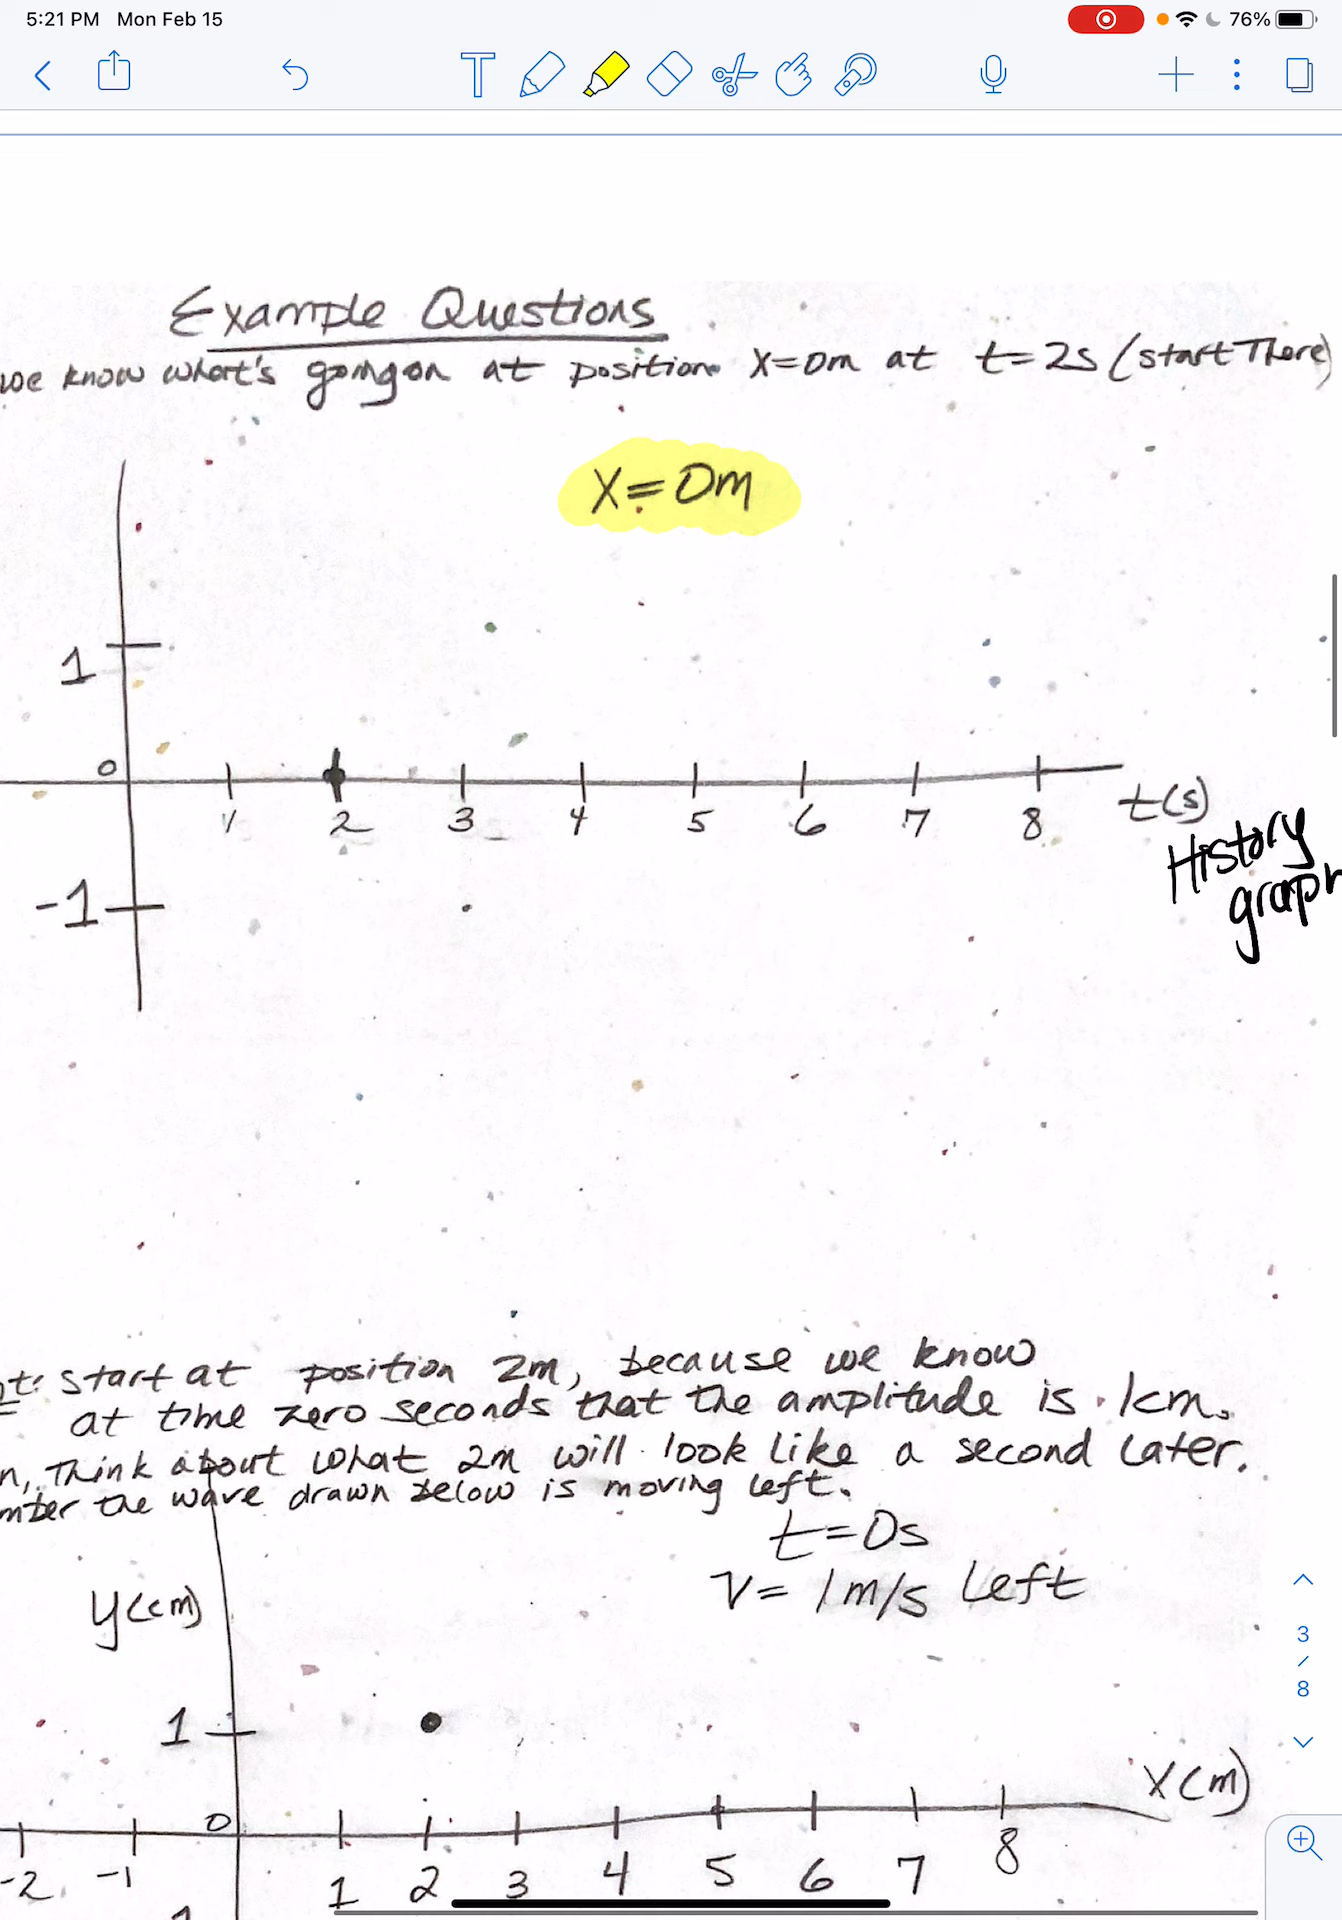 5:21 PM Mon Feb 15
76%
Example Questions
we know what's going on at position X=0m at t=2s (start There)
X=0m
1
0
1 2 3 4 5 6 7 8 t(s)
History
graph
-1
start at position 2m, because we know
at time zero seconds that the amplitude is 1cm.
Think about what 2m will look like a second Later.
the wave drawn below is moving left.
t=0s
V= 1m/s Left
y(cm)
3
/
8
1
X(m)
0
-2 -1 1 2 3 4 5 6 7 8